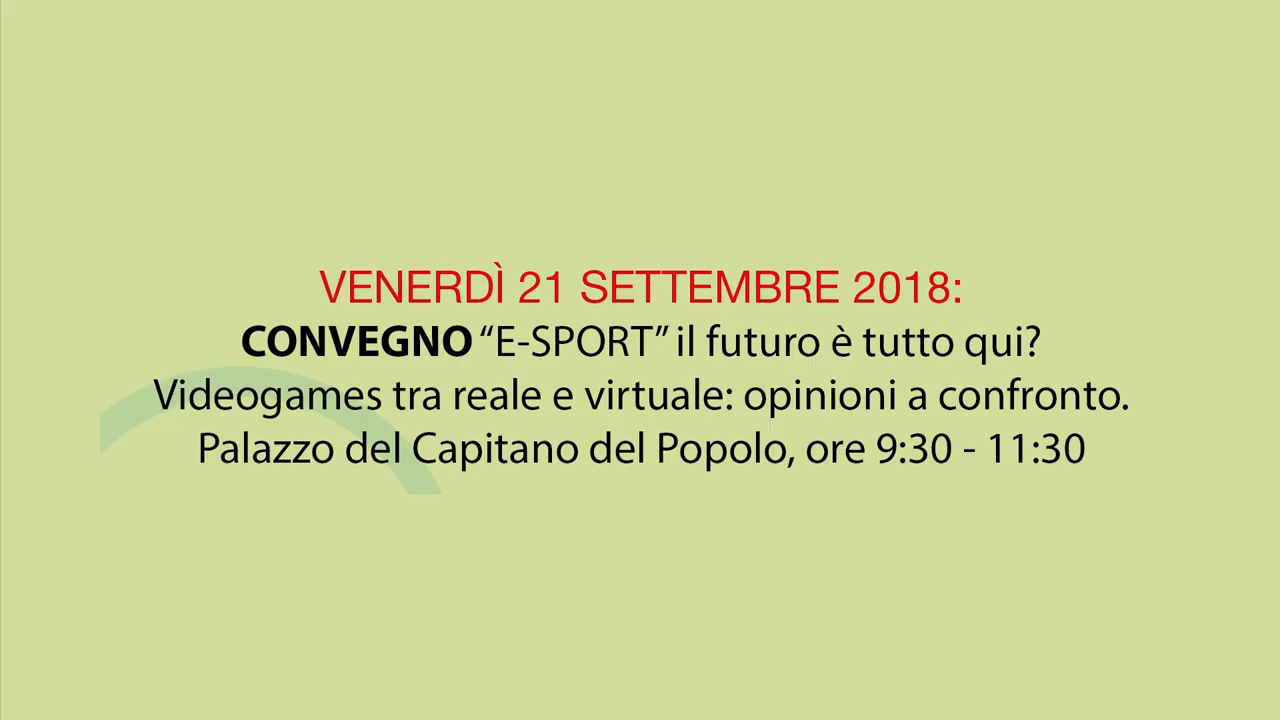 VENERDÌ 21 SETTEMBRE 2018:
CONVEGNO “E-SPORT” il futuro è tutto qui?
Videogames tra reale e virtuale: opinioni a confronto.
Palazzo del Capitano del Popolo, ore 9:30 - 11:30